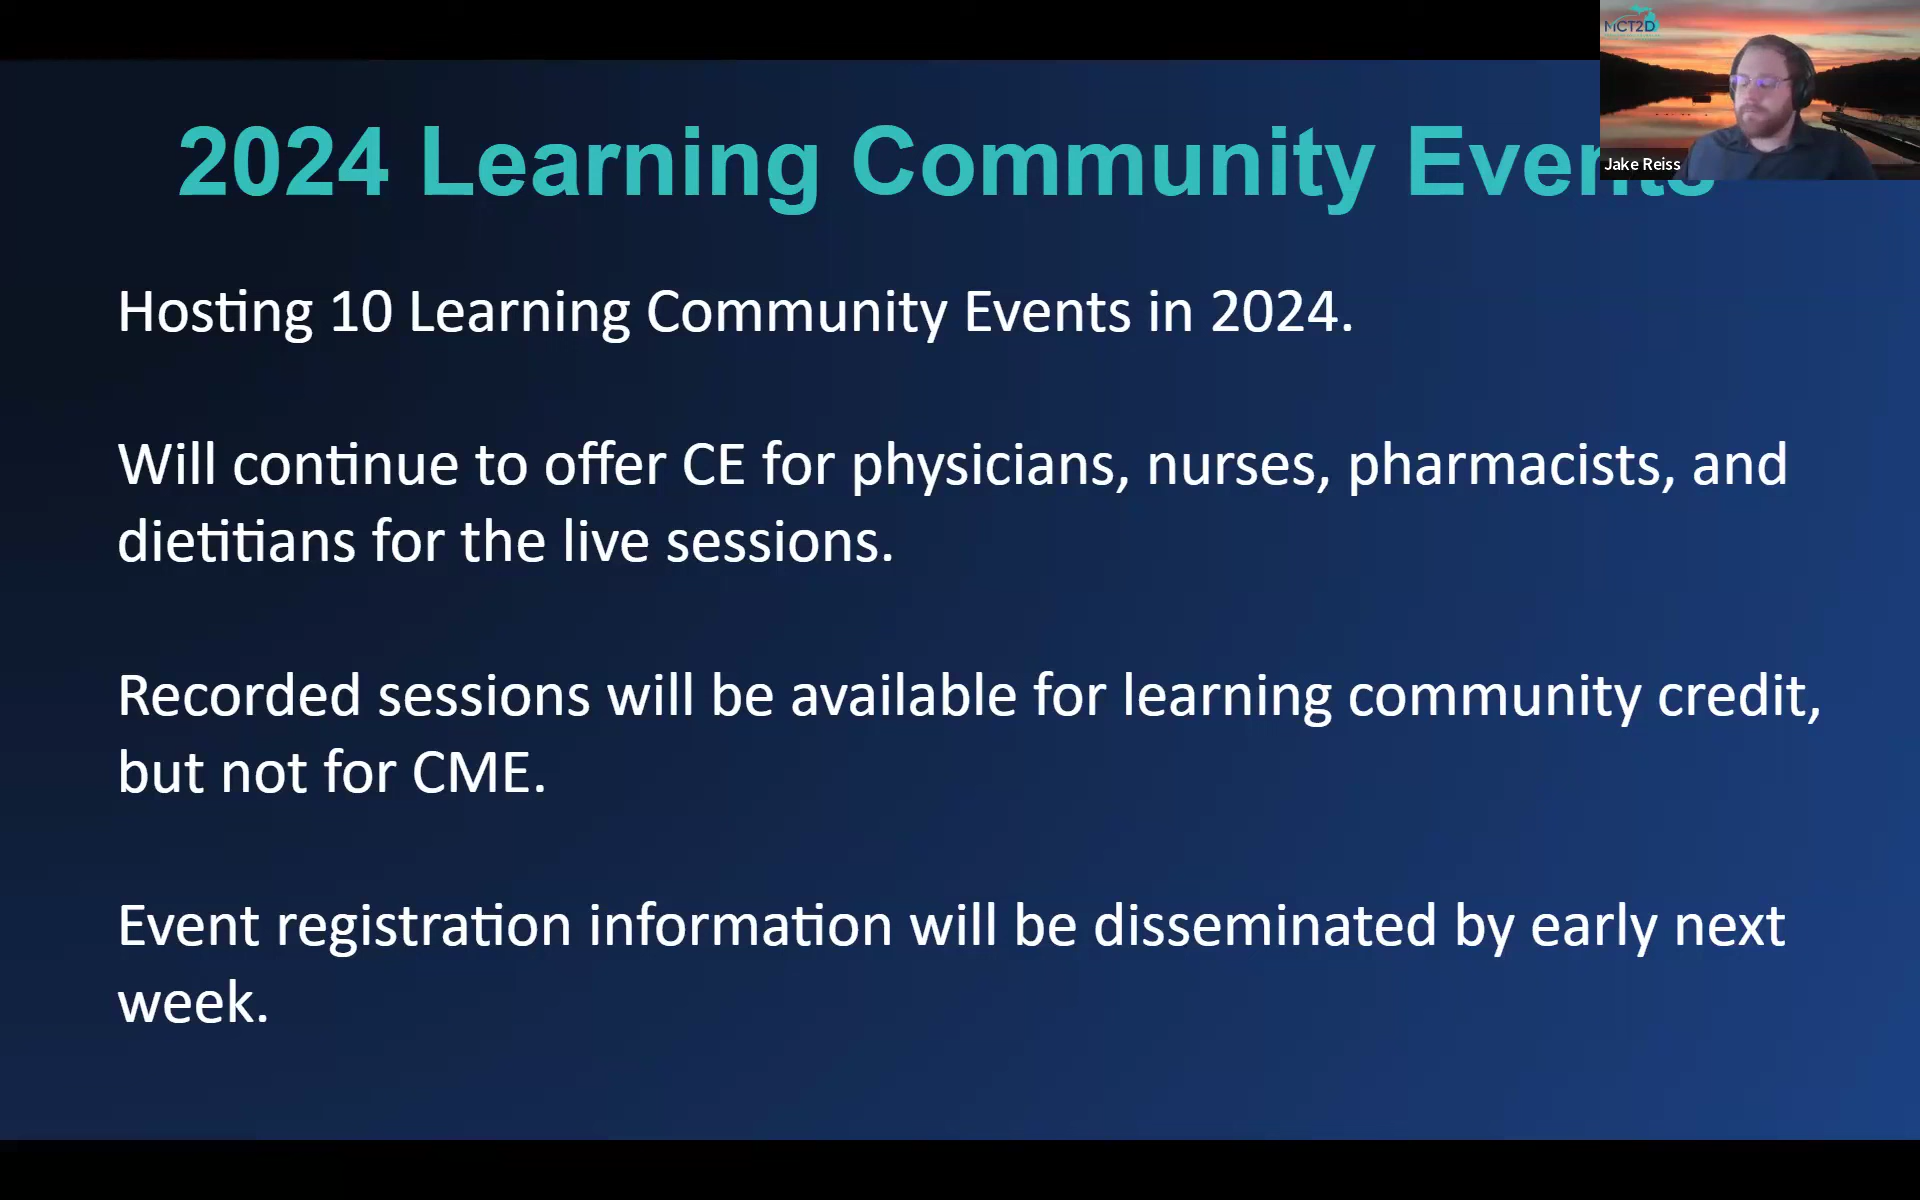 MCT2D
Jake Reiss
2024 Learning Community Events
Hosting 10 Learning Community Events in 2024.
Will continue to offer CE for physicians, nurses, pharmacists, and
dietitians for the live sessions.
Recorded sessions will be available for learning community credit,
but not for CME.
Event registration information will be disseminated by early next
week.